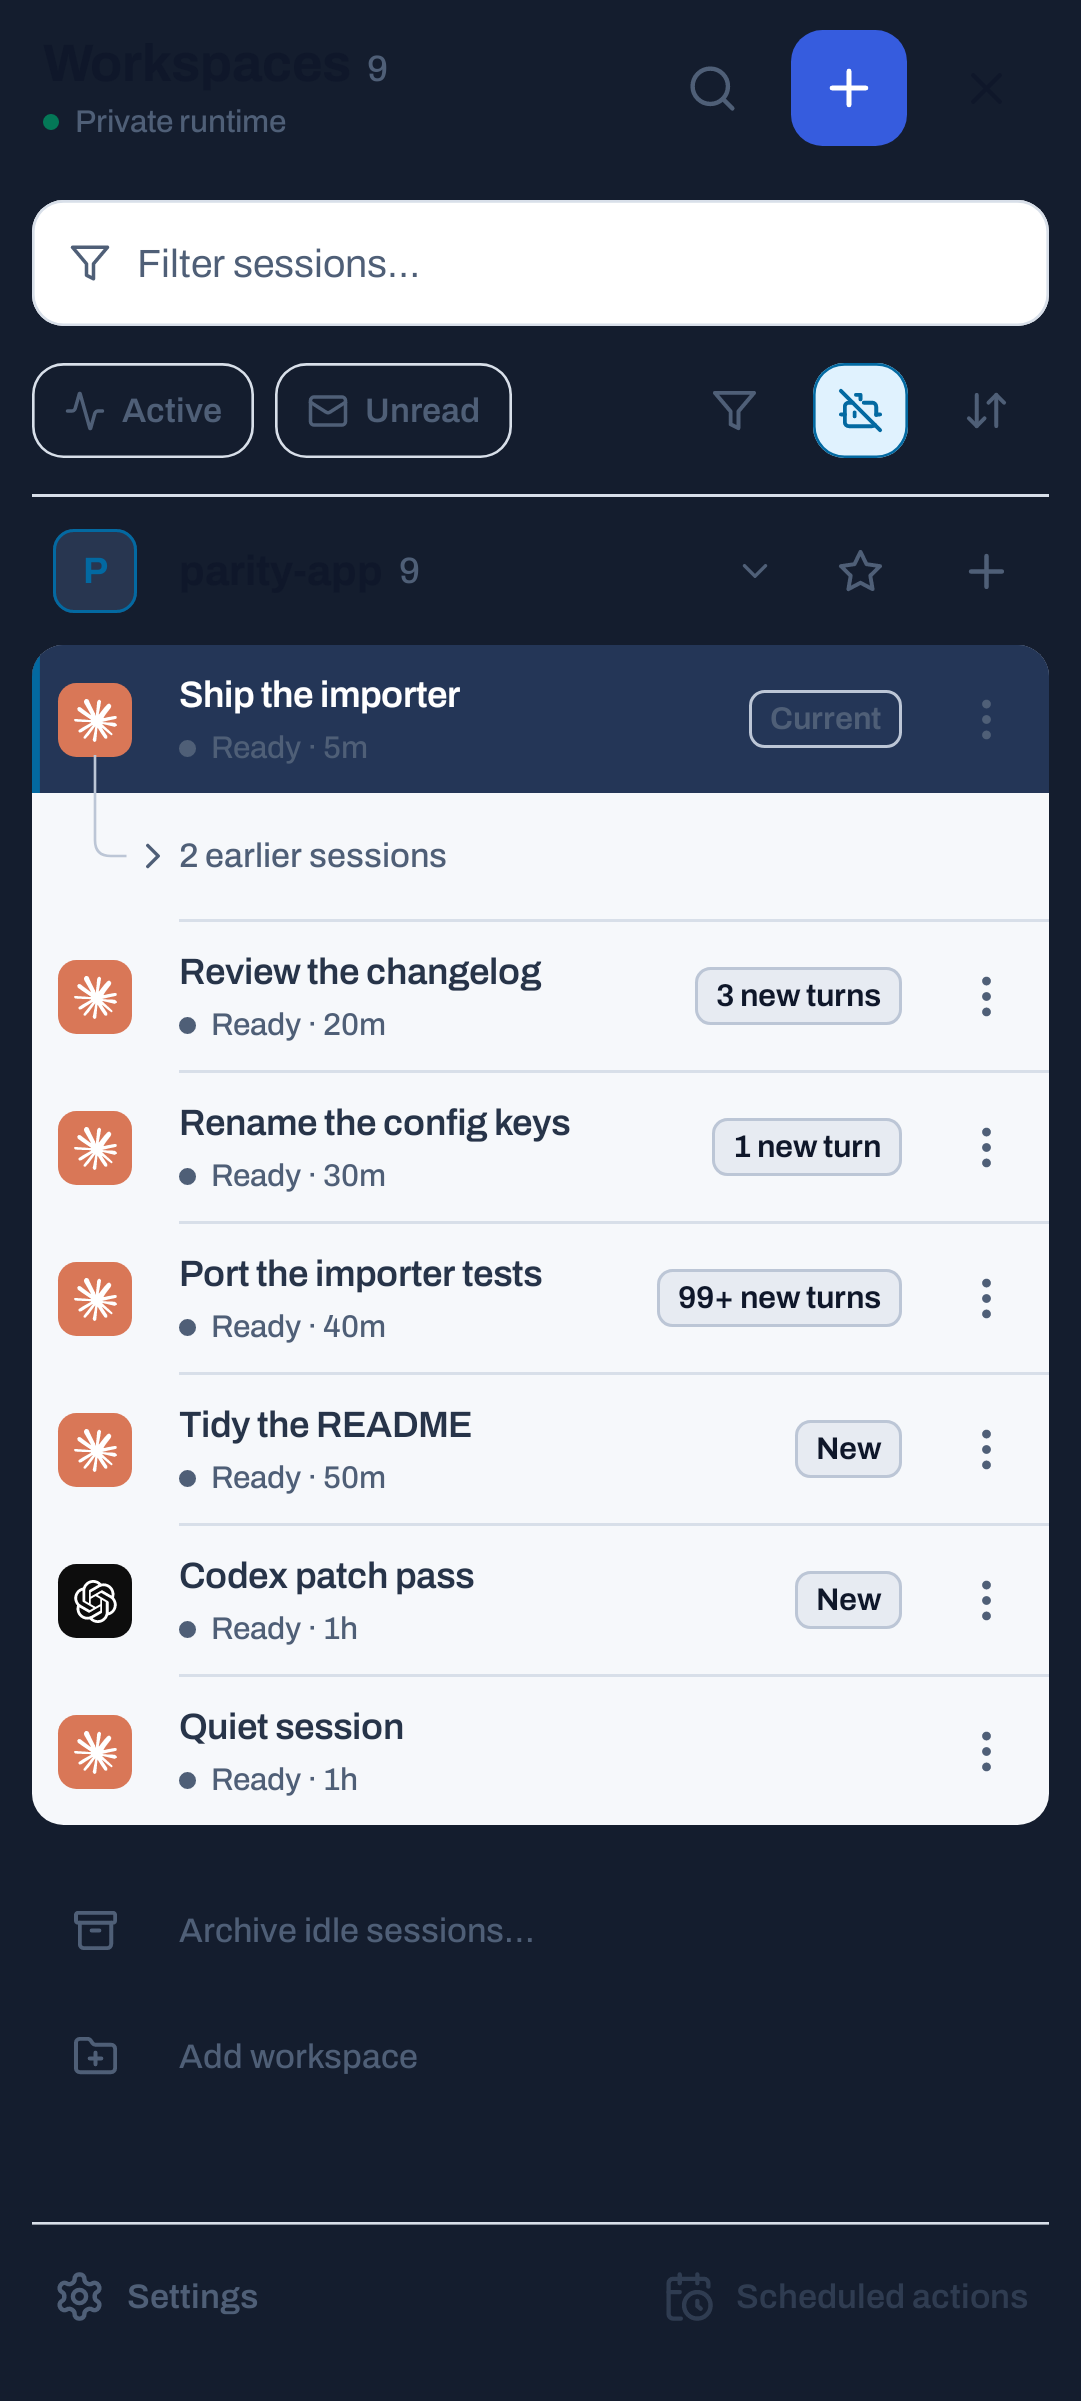 Workspaces 9
Private runtime
Filter sessions...
Active
Unread
P
parity-app 9
Ship the importer
Ready · 5m
Current
2 earlier sessions
Review the changelog
Ready · 20m
3 new turns
Rename the config keys
Ready · 30m
1 new turn
Port the importer tests
Ready · 40m
99+ new turns
Tidy the README
Ready · 50m
New
Codex patch pass
Ready · 1h
New
Quiet session
Ready · 1h
Archive idle sessions...
Add workspace
Settings
Scheduled actions